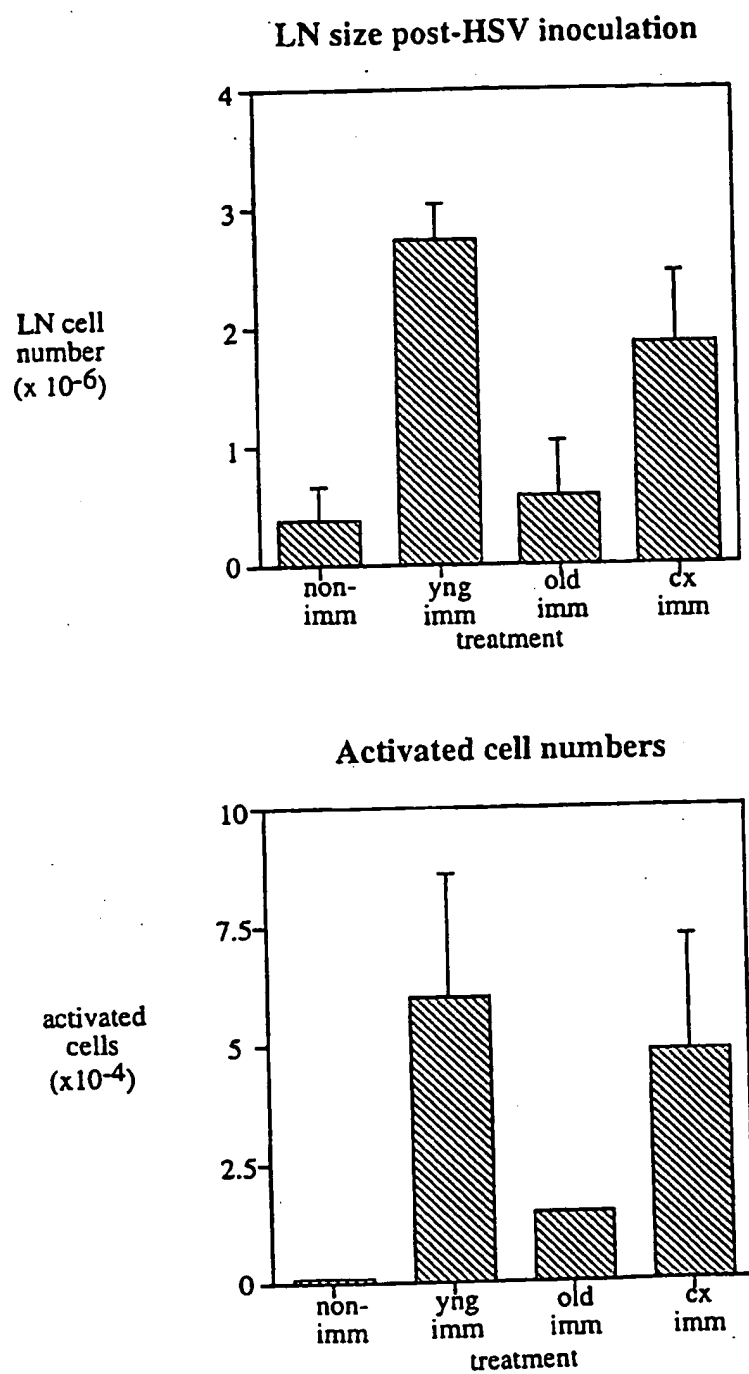 LN size post-HSV inoculation
4
3
2
1
0
LN cell
number
(x 10-6)
non-
imm
yng
imm
old
imm
cx
imm
treatment
Activated cell numbers
10
7.5
5
2.5
0
activated
cells
(x10-4)
non-
imm
yng
imm
old
imm
cx
imm
treatment